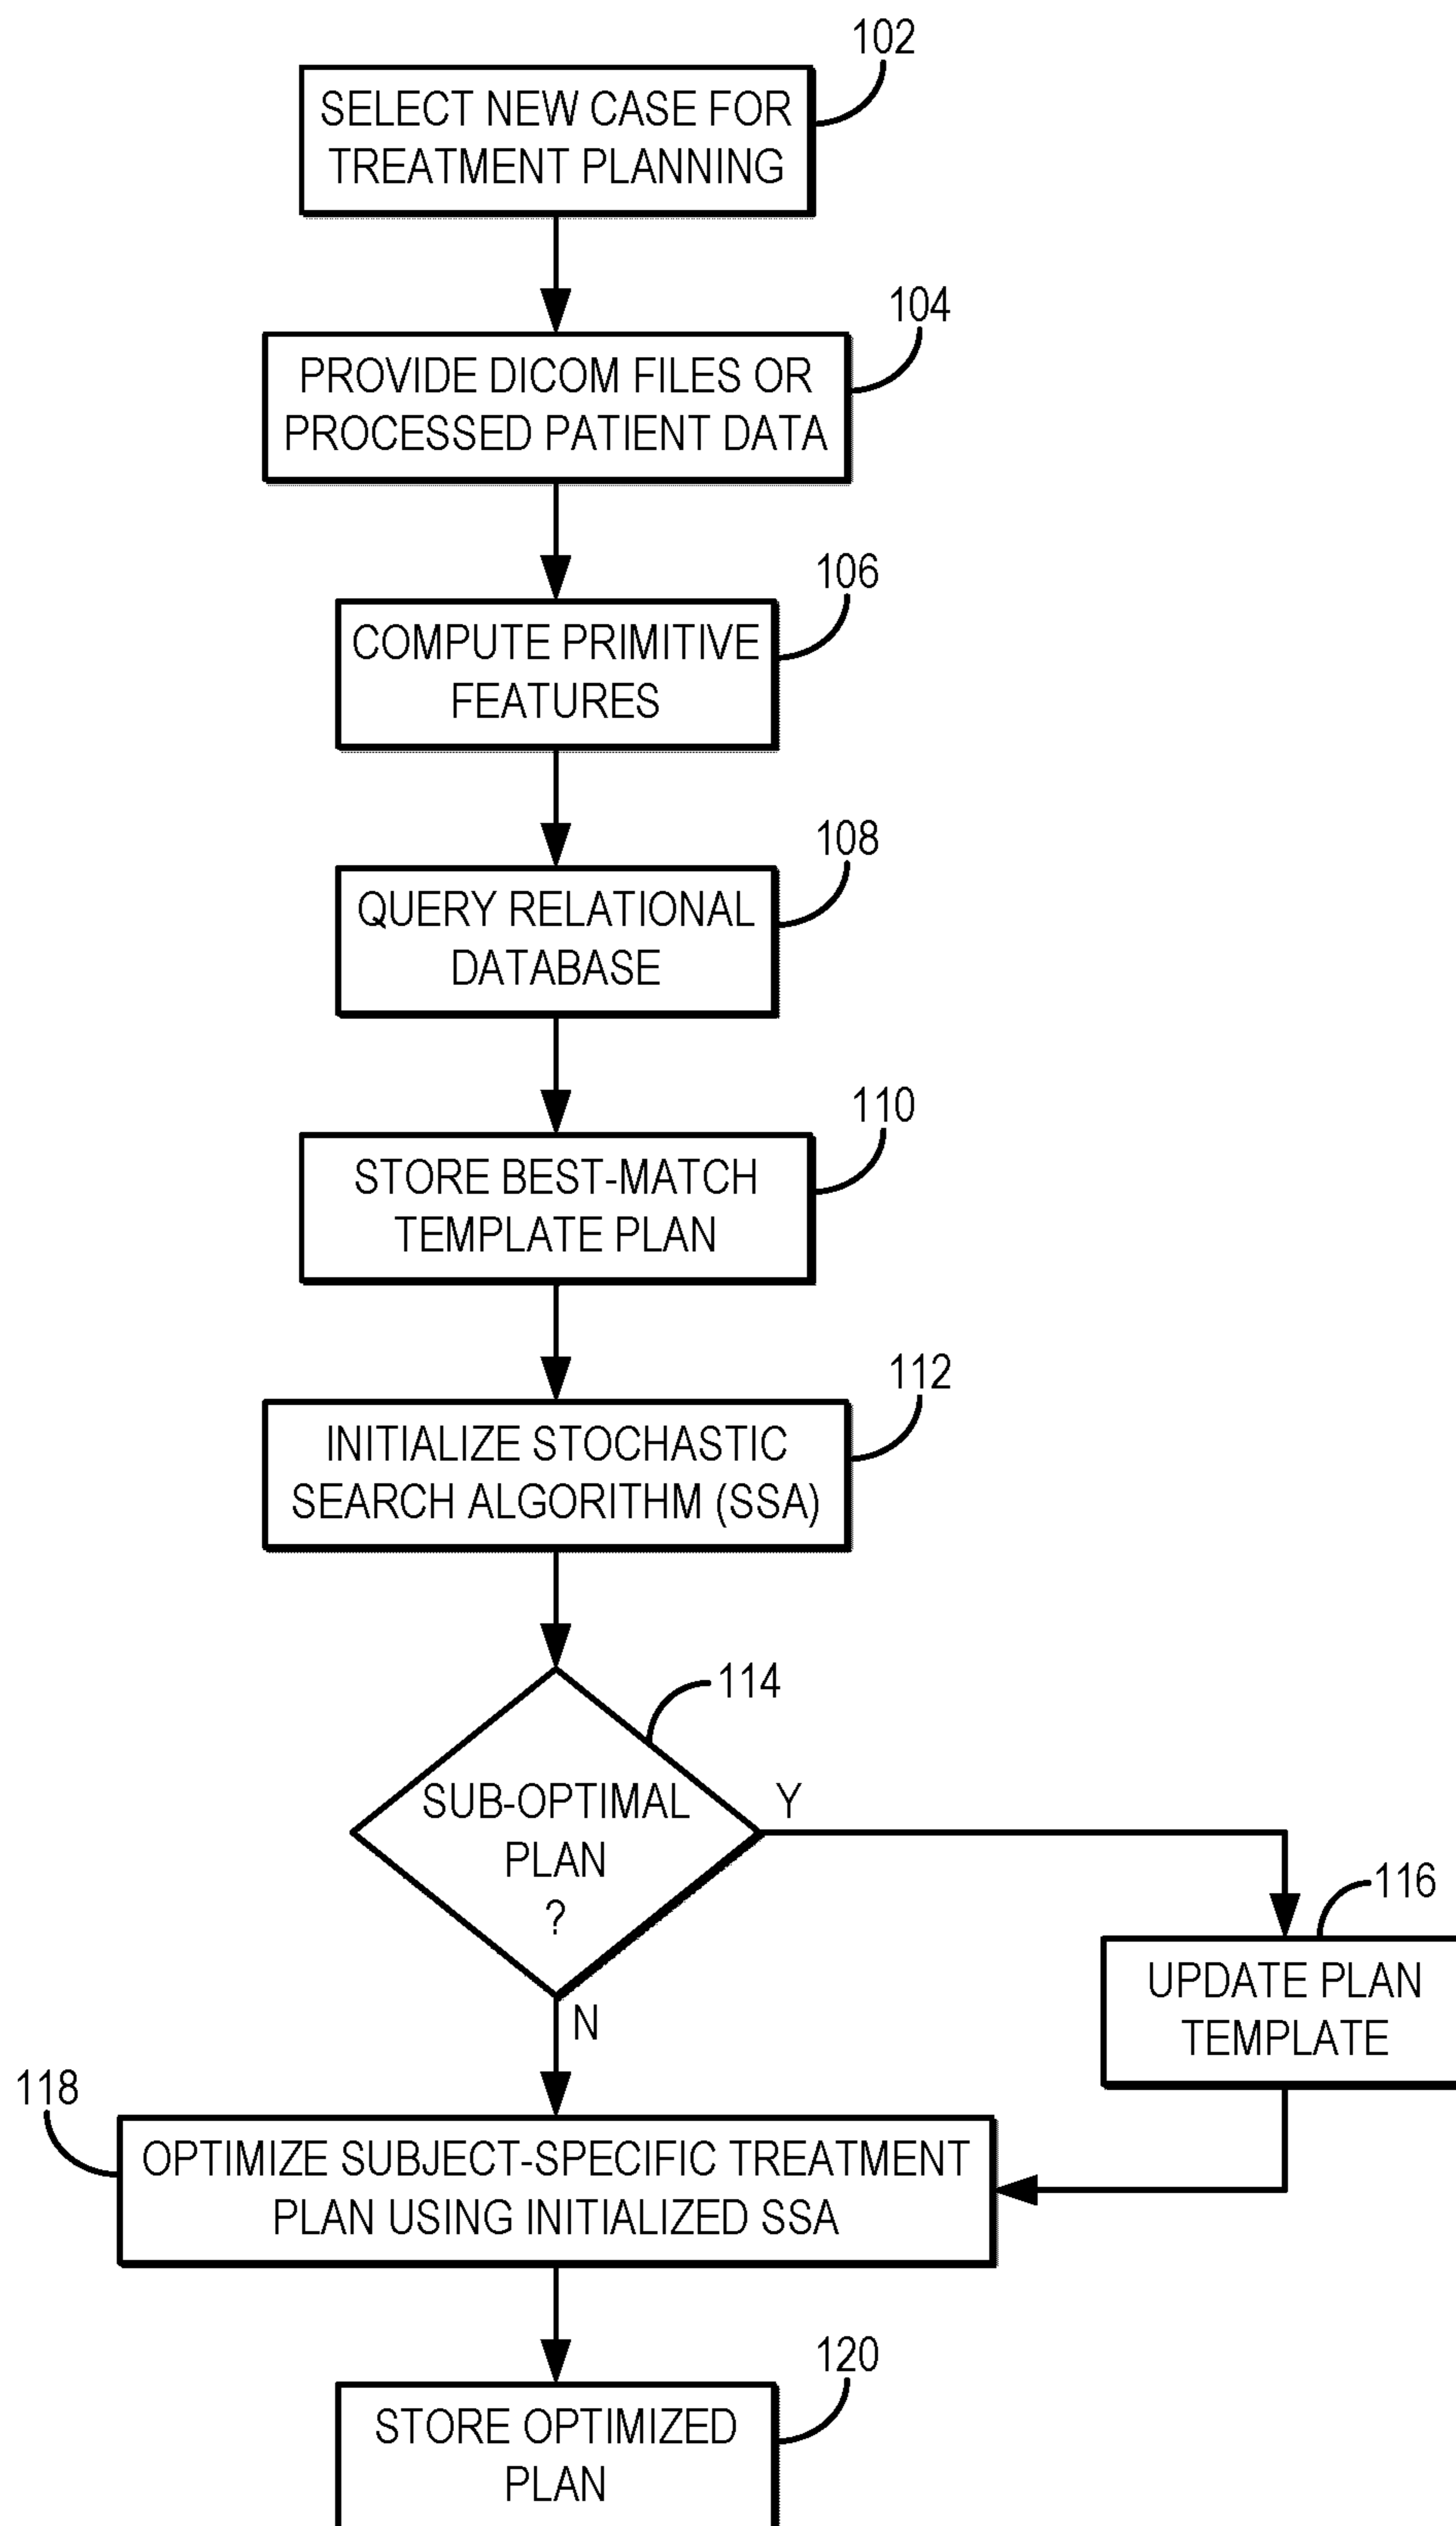 102
SELECT NEW CASE FOR
TREATMENT PLANNING
104
PROVIDE DICOM FILES OR
PROCESSED PATIENT DATA
106
COMPUTE PRIMITIVE
FEATURES
108
QUERY RELATIONAL
DATABASE
110
STORE BEST-MATCH
TEMPLATE PLAN
112
INITIALIZE STOCHASTIC
SEARCH ALGORITHM (SSA)
114
SUB-OPTIMAL
PLAN
?
Y
N
116
UPDATE PLAN
TEMPLATE
118
OPTIMIZE SUBJECT-SPECIFIC TREATMENT
PLAN USING INITIALIZED SSA
120
STORE OPTIMIZED
PLAN